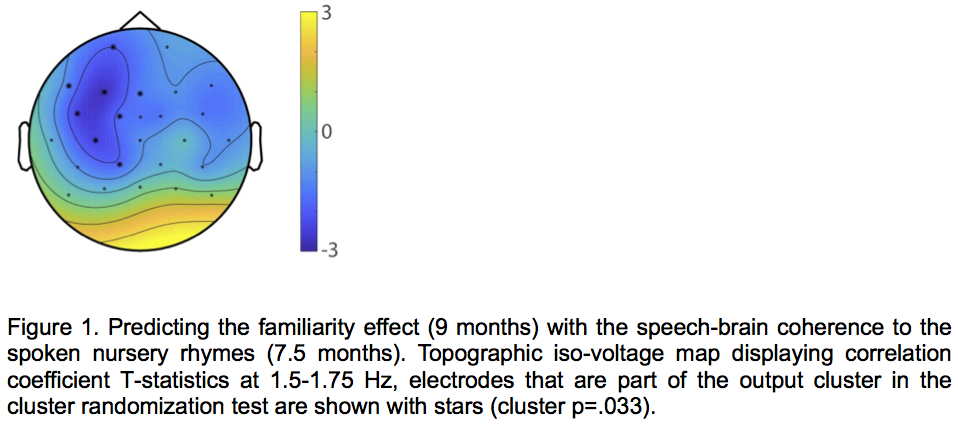 3
0
-3
Figure 1. Predicting the familiarity effect (9 months) with the speech-brain coherence to the
spoken nursery rhymes (7.5 months). Topographic iso-voltage map displaying correlation
coefficient T-statistics at 1.5-1.75 Hz, electrodes that are part of the output cluster in the
cluster randomization test are shown with stars (cluster p=.033).